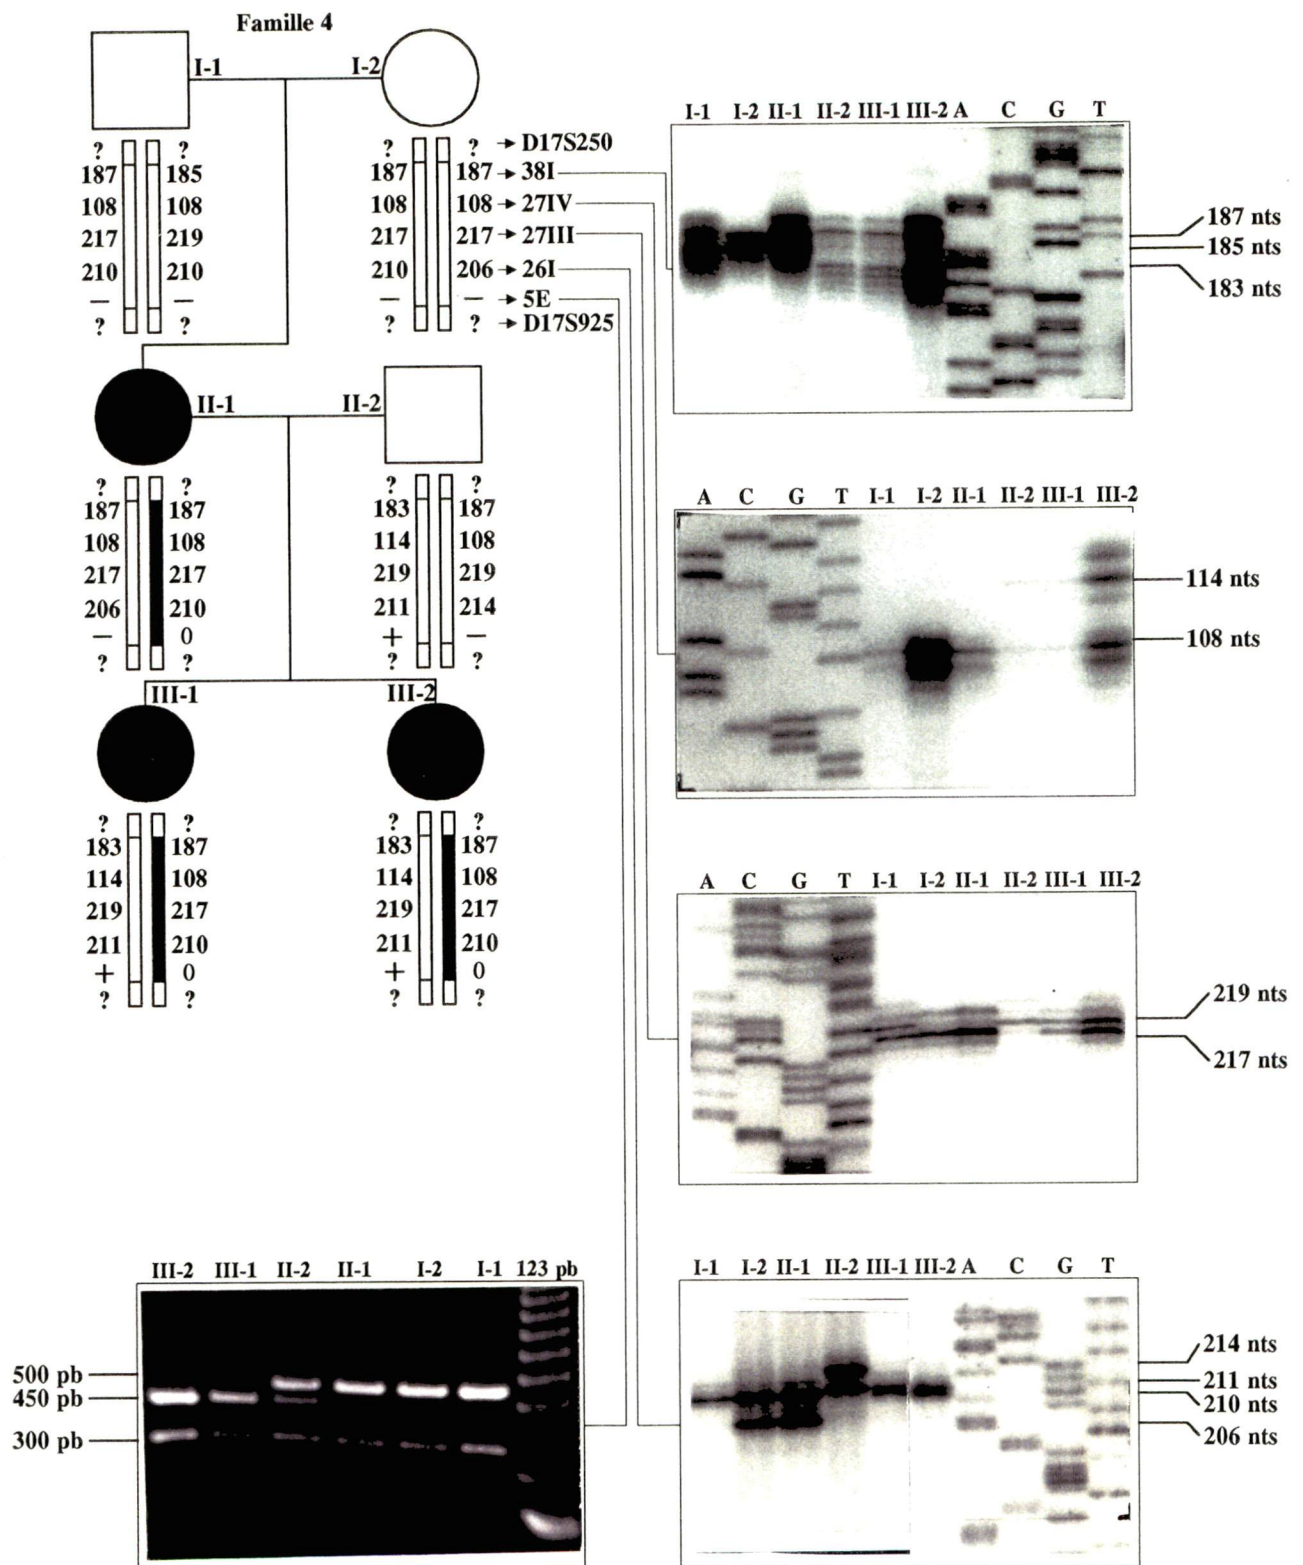 Famille 4
I-1 I-2
? ? ? ? → D17S250
187 185 187 187 → 38I
108 108 108 108 → 27IV
217 219 217 217 → 27III
210 210 210 206 → 26I
– – – – → 5E
? ? ? ? → D17S925
I-1 I-2 II-1 II-2 III-1 III-2 A C G T
187 nts
185 nts
183 nts
II-1 II-2
? ? ? ?
187 187 183 187
108 108 114 108
217 217 219 219
206 210 211 214
– 0 + –
? ? ? ?
A C G T I-1 I-2 II-1 II-2 III-1 III-2
114 nts
108 nts
III-1 III-2
? ? ? ?
183 187 183 187
114 108 114 108
219 217 219 217
211 210 211 210
+ 0 + 0
? ? ? ?
A C G T I-1 I-2 II-1 II-2 III-1 III-2
219 nts
217 nts
III-2 III-1 II-2 II-1 I-2 I-1 123 pb
500 pb
450 pb
300 pb
I-1 I-2 II-1 II-2 III-1 III-2 A C G T
214 nts
211 nts
210 nts
206 nts